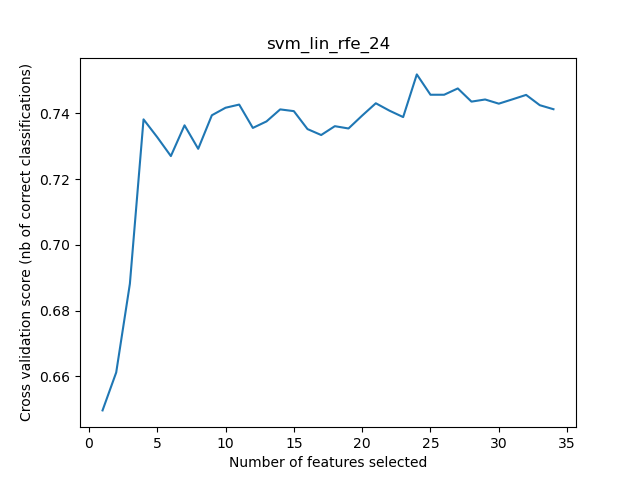 svm_lin_rfe_24
Cross validation score (nb of correct classifications)
0.74
0.72
0.70
0.68
0.66
0 5 10 15 20 25 30 35
Number of features selected